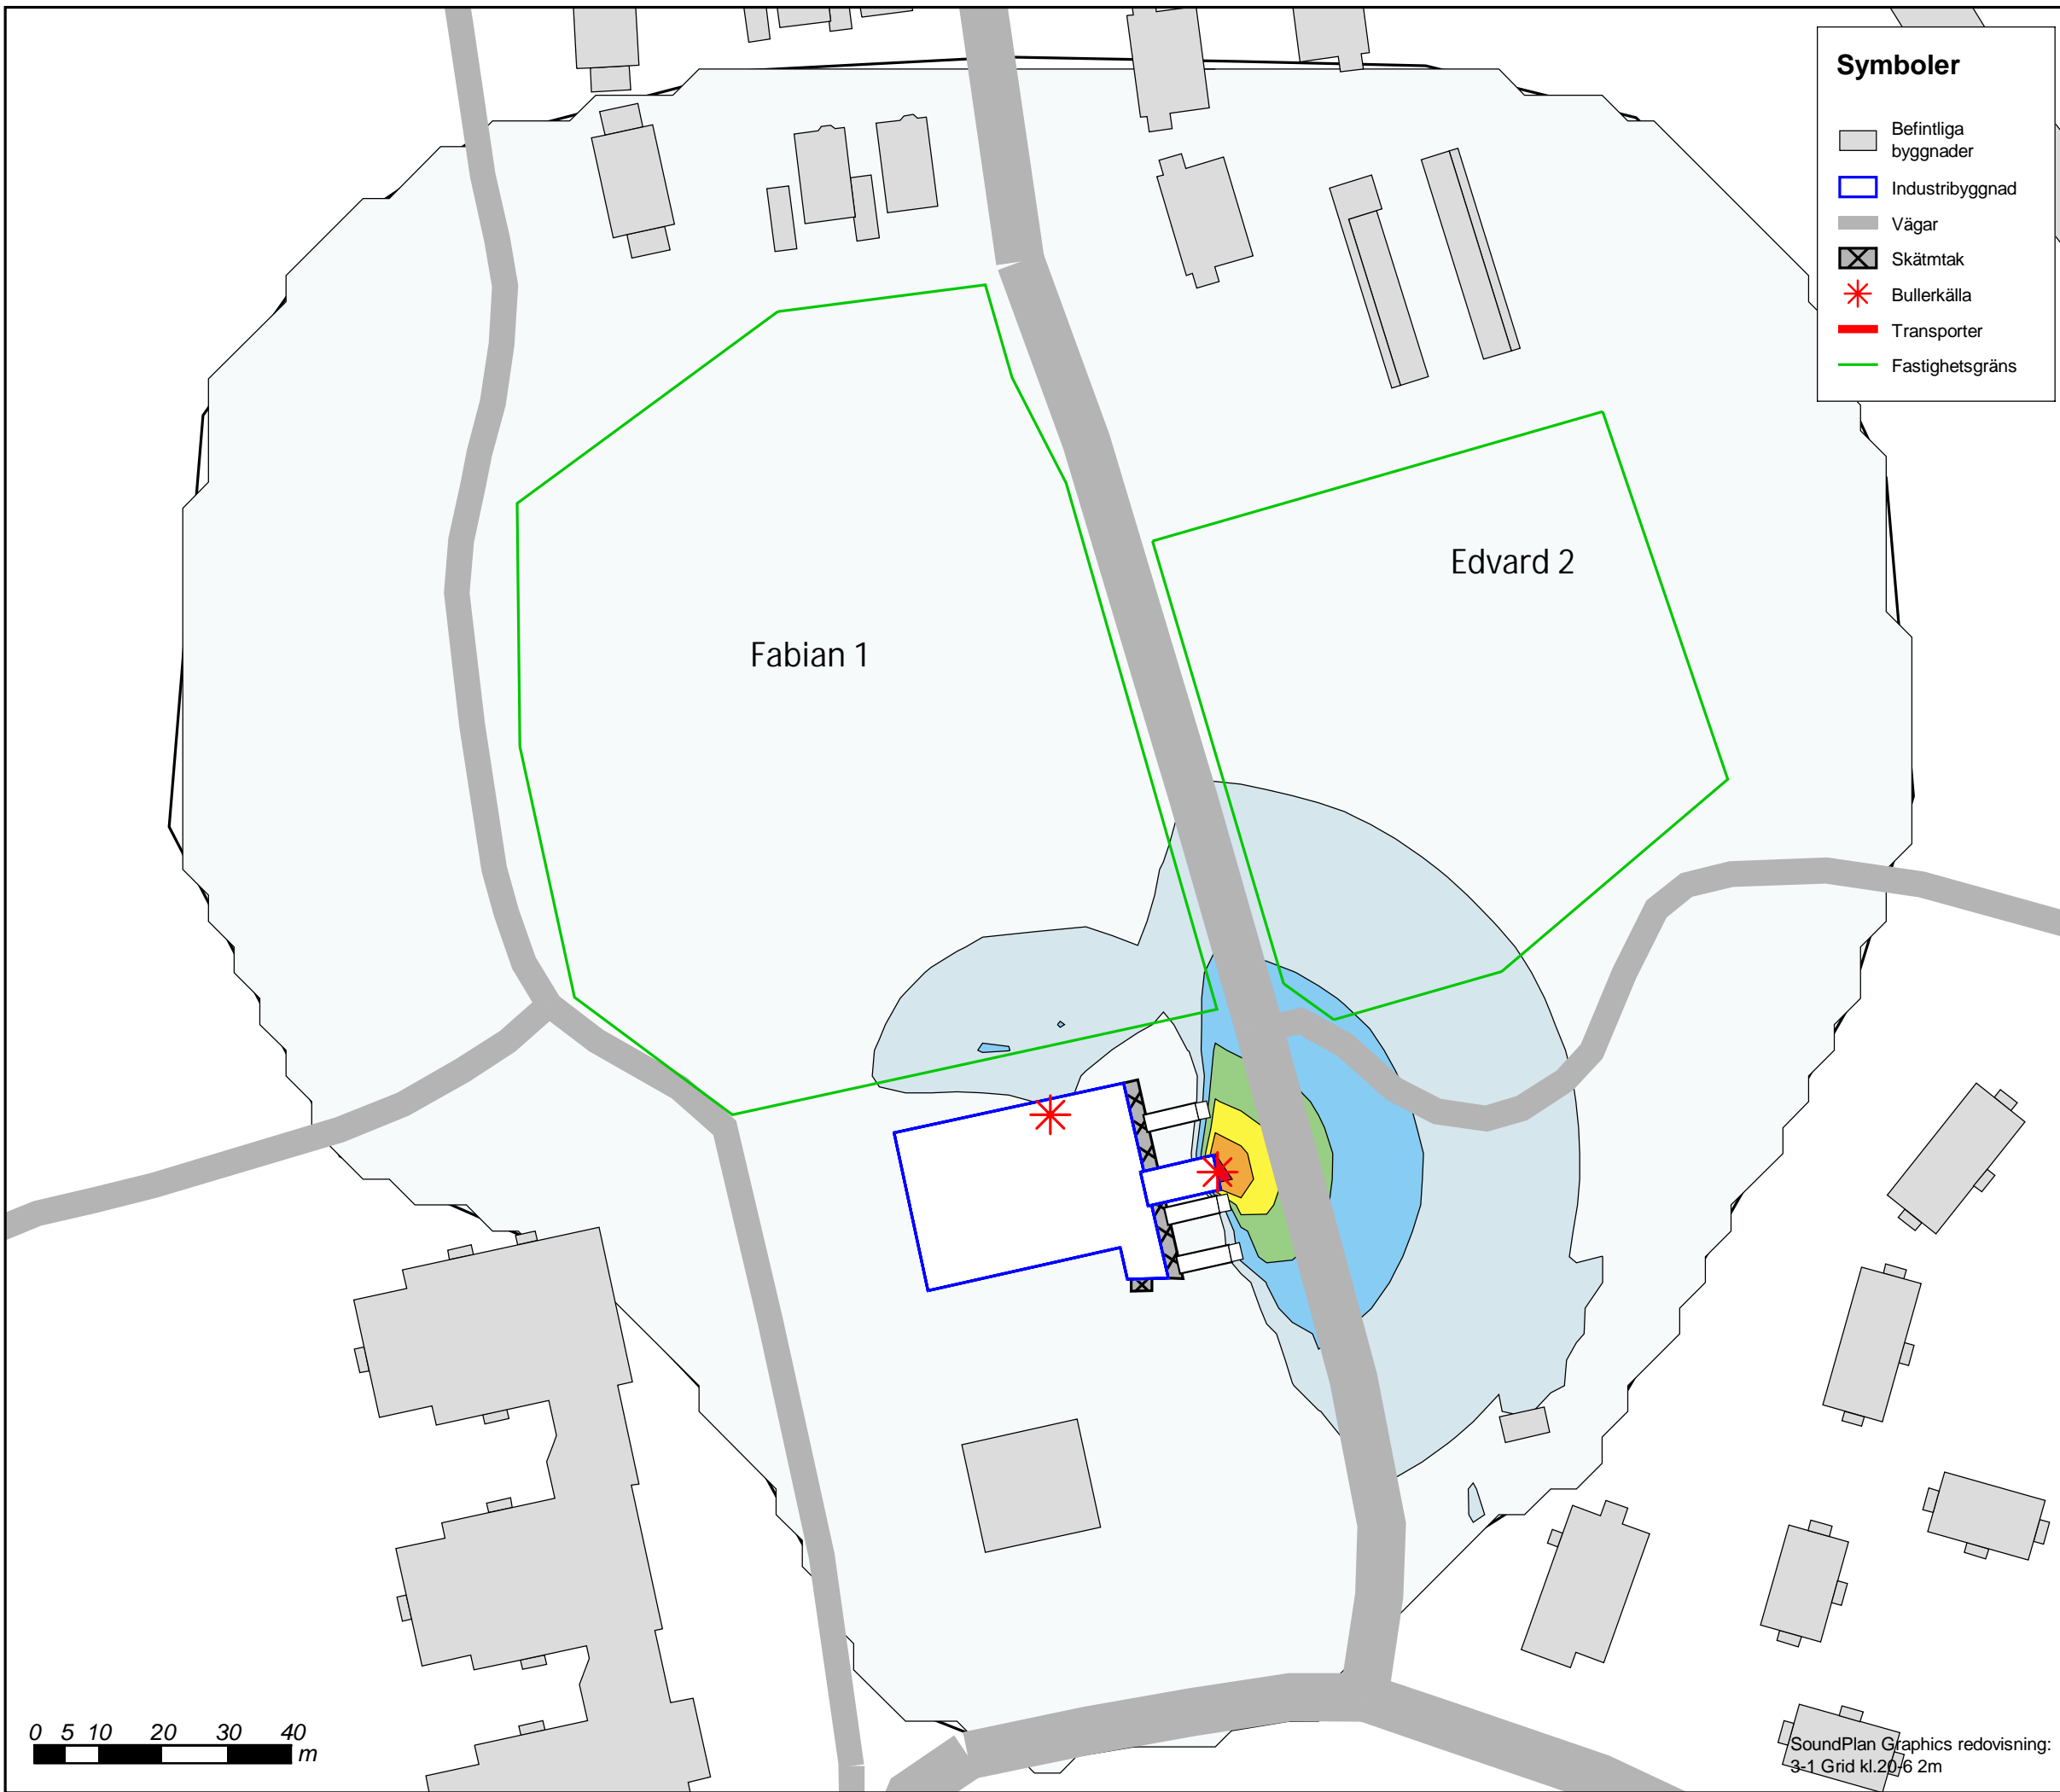 Symboler
Befintliga
byggnader
Industribyggnad
Vägar
Skätmtak
Bullerkälla
Transporter
Fastighetsgräns
Edvard 2
Fabian 1
0 5 10 20 30 40
m
SoundPlan Graphics redovisning:
3-1 Grid kl.20-6 2m